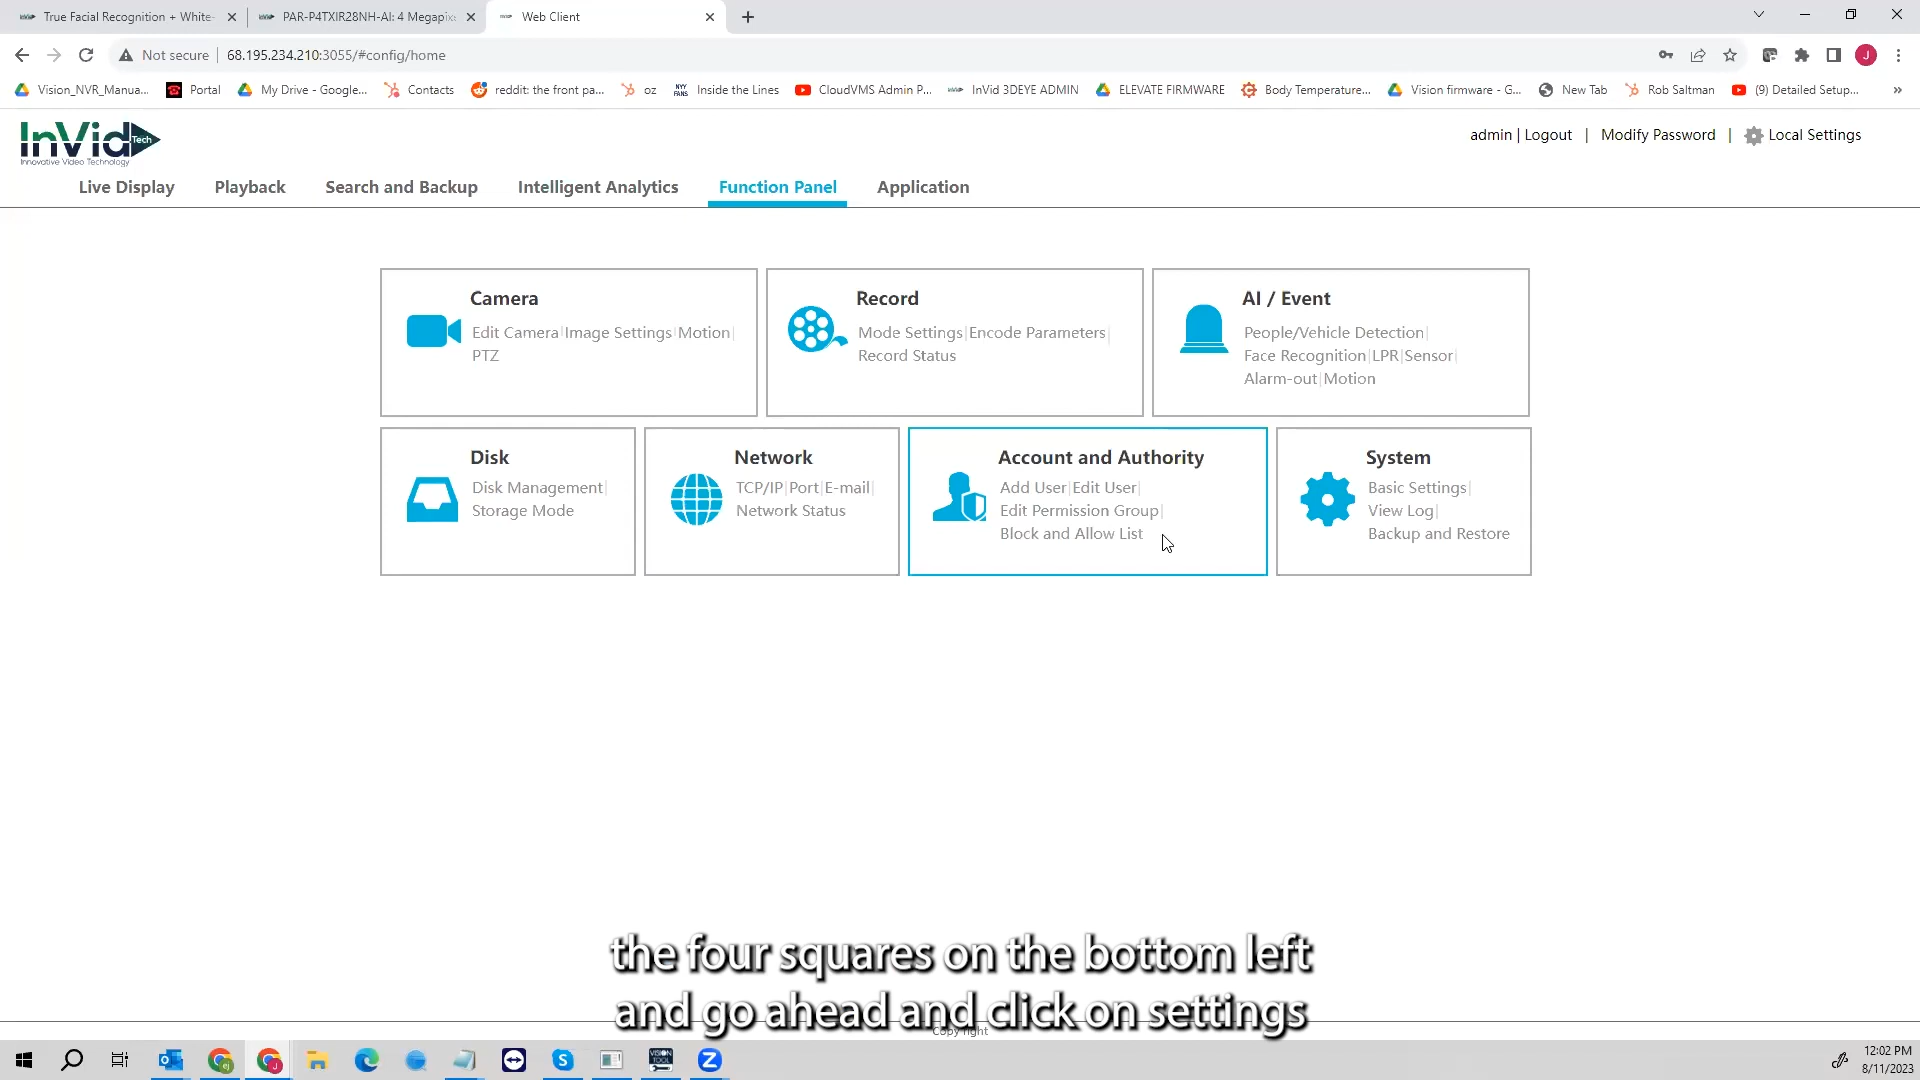 True Facial Recognition + White-
PAR-P4TXIR28NH-AI: 4 Megapix
Web Client
Not secure
68.195.234.210:3055/#config/home
Vision_NVR_Manua...
Portal
My Drive - Google...
Contacts
reddit: the front pa...
oz
Inside the Lines
CloudVMS Admin P...
InVid 3DEYE ADMIN
ELEVATE FIRMWARE
Body Temperature...
Vision firmware - G...
New Tab
Rob Saltman
(9) Detailed Setup...
»
J
InVid Tech
Innovative Video Technology
admin | Logout | Modify Password | Local Settings
Live Display
Playback
Search and Backup
Intelligent Analytics
Function Panel
Application
Camera
Edit Camera|Image Settings|Motion|
PTZ
Record
Mode Settings|Encode Parameters|
Record Status
AI / Event
People/Vehicle Detection|
Face Recognition|LPR|Sensor|
Alarm-out|Motion
Disk
Disk Management|
Storage Mode
Network
TCP/IP|Port|E-mail|
Network Status
Account and Authority
Add User|Edit User|
Edit Permission Group|
Block and Allow List
System
Basic Settings|
View Log|
Backup and Restore
the four squares on the bottom left
and go ahead and click on settings
Copy right
VISION
TOOL
12:02 PM
8/11/2023